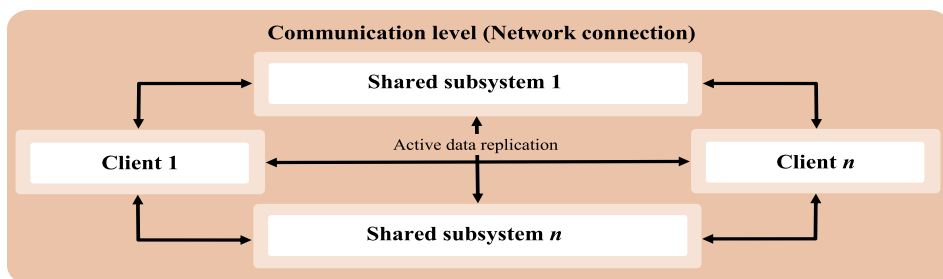 Communication level (Network connection)
Shared subsystem 1
Active data replication
Client 1
Client n
Shared subsystem n